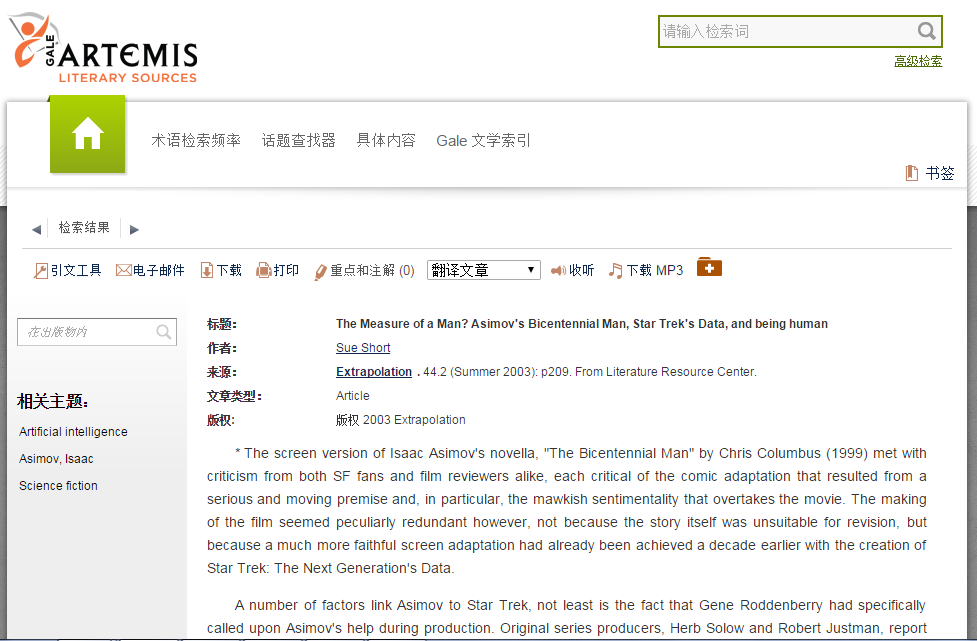 GALE
ARTEMIS
LITERARY SOURCES
请输入检索词
高级检索
术语检索频率 话题查找器 具体内容 Gale 文学索引
书签
检索结果
引文工具 电子邮件 下载 打印 重点和注解 (0) 翻译文章 收听 下载 MP3
在出版物内
相关主题:
Artificial intelligence
Asimov, Isaac
Science fiction
标题: The Measure of a Man? Asimov's Bicentennial Man, Star Trek's Data, and being human
作者: Sue Short
来源: Extrapolation . 44.2 (Summer 2003): p209. From Literature Resource Center.
文章类型: Article
版权: 版权 2003 Extrapolation
* The screen version of Isaac Asimov's novella, "The Bicentennial Man" by Chris Columbus (1999) met with
criticism from both SF fans and film reviewers alike, each critical of the comic adaptation that resulted from a
serious and moving premise and, in particular, the mawkish sentimentality that overtakes the movie. The making
of the film seemed peculiarly redundant however, not because the story itself was unsuitable for revision, but
because a much more faithful screen adaptation had already been achieved a decade earlier with the creation of
Star Trek: The Next Generation's Data.
A number of factors link Asimov to Star Trek, not least is the fact that Gene Roddenberry had specifically
called upon Asimov's help during production. Original series producers, Herb Solow and Robert Justman, report